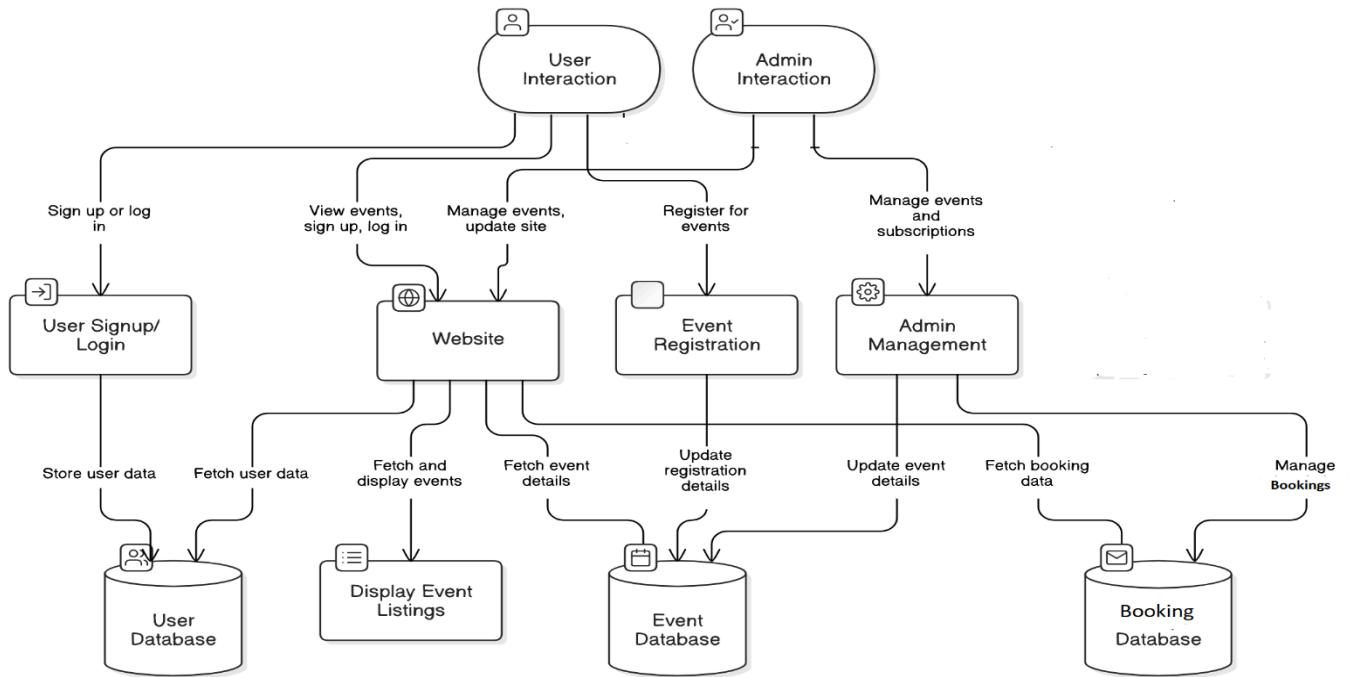 User
Interaction
Admin
Interaction
Sign up or log
in
View events,
sign up, log in
Manage events,
update site
Register for
events
Manage events
and
subscriptions
User Signup/
Login
Website
Event
Registration
Admin
Management
Store user data
Fetch user data
Fetch and
display events
Fetch event
details
Update
registration
details
Update event
details
Fetch booking
data
Manage
Bookings
User
Database
Display Event
Listings
Event
Database
Booking
Database